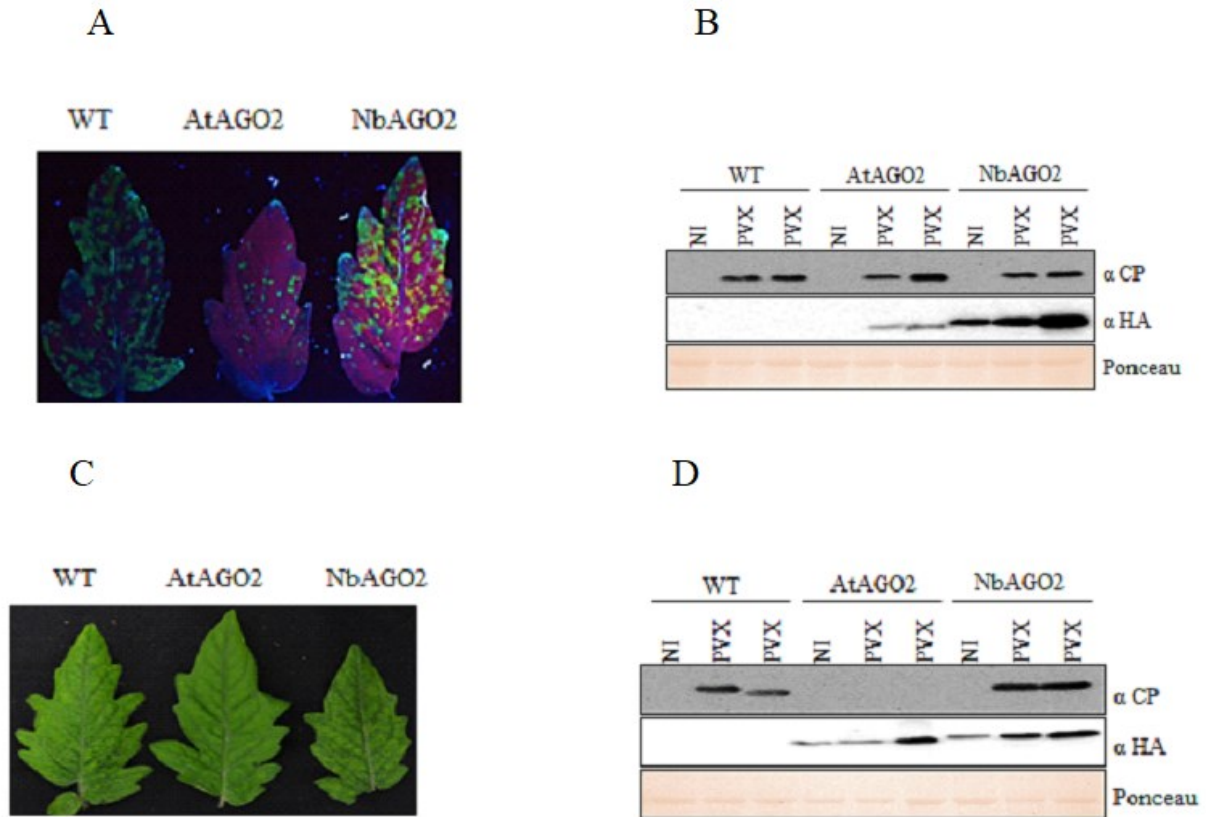 A
WT AtAGO2 NbAGO2
B
WT AtAGO2 NbAGO2
NI PVX PVX NI PVX PVX NI PVX PVX
α CP
α HA
Ponceau
C
WT AtAGO2 NbAGO2
D
WT AtAGO2 NbAGO2
NI PVX PVX NI PVX PVX NI PVX PVX
α CP
α HA
Ponceau